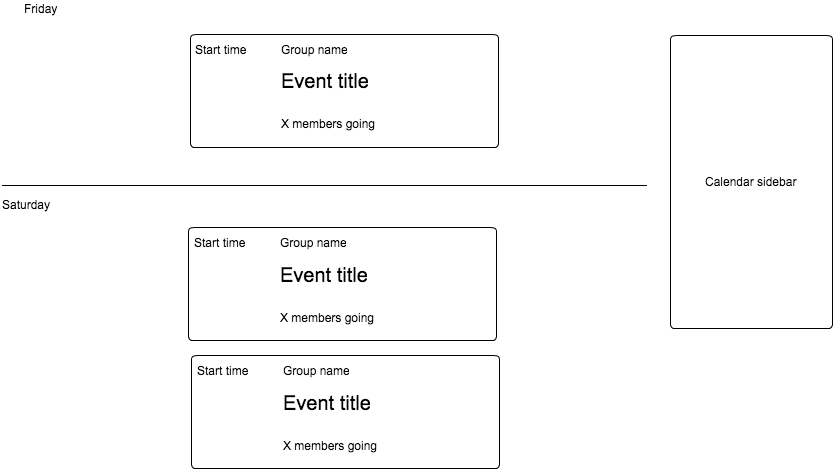 Friday
Start time
Group name
Event title
X members going
Calendar sidebar
Saturday
Start time
Group name
Event title
X members going
Start time
Group name
Event title
X members going